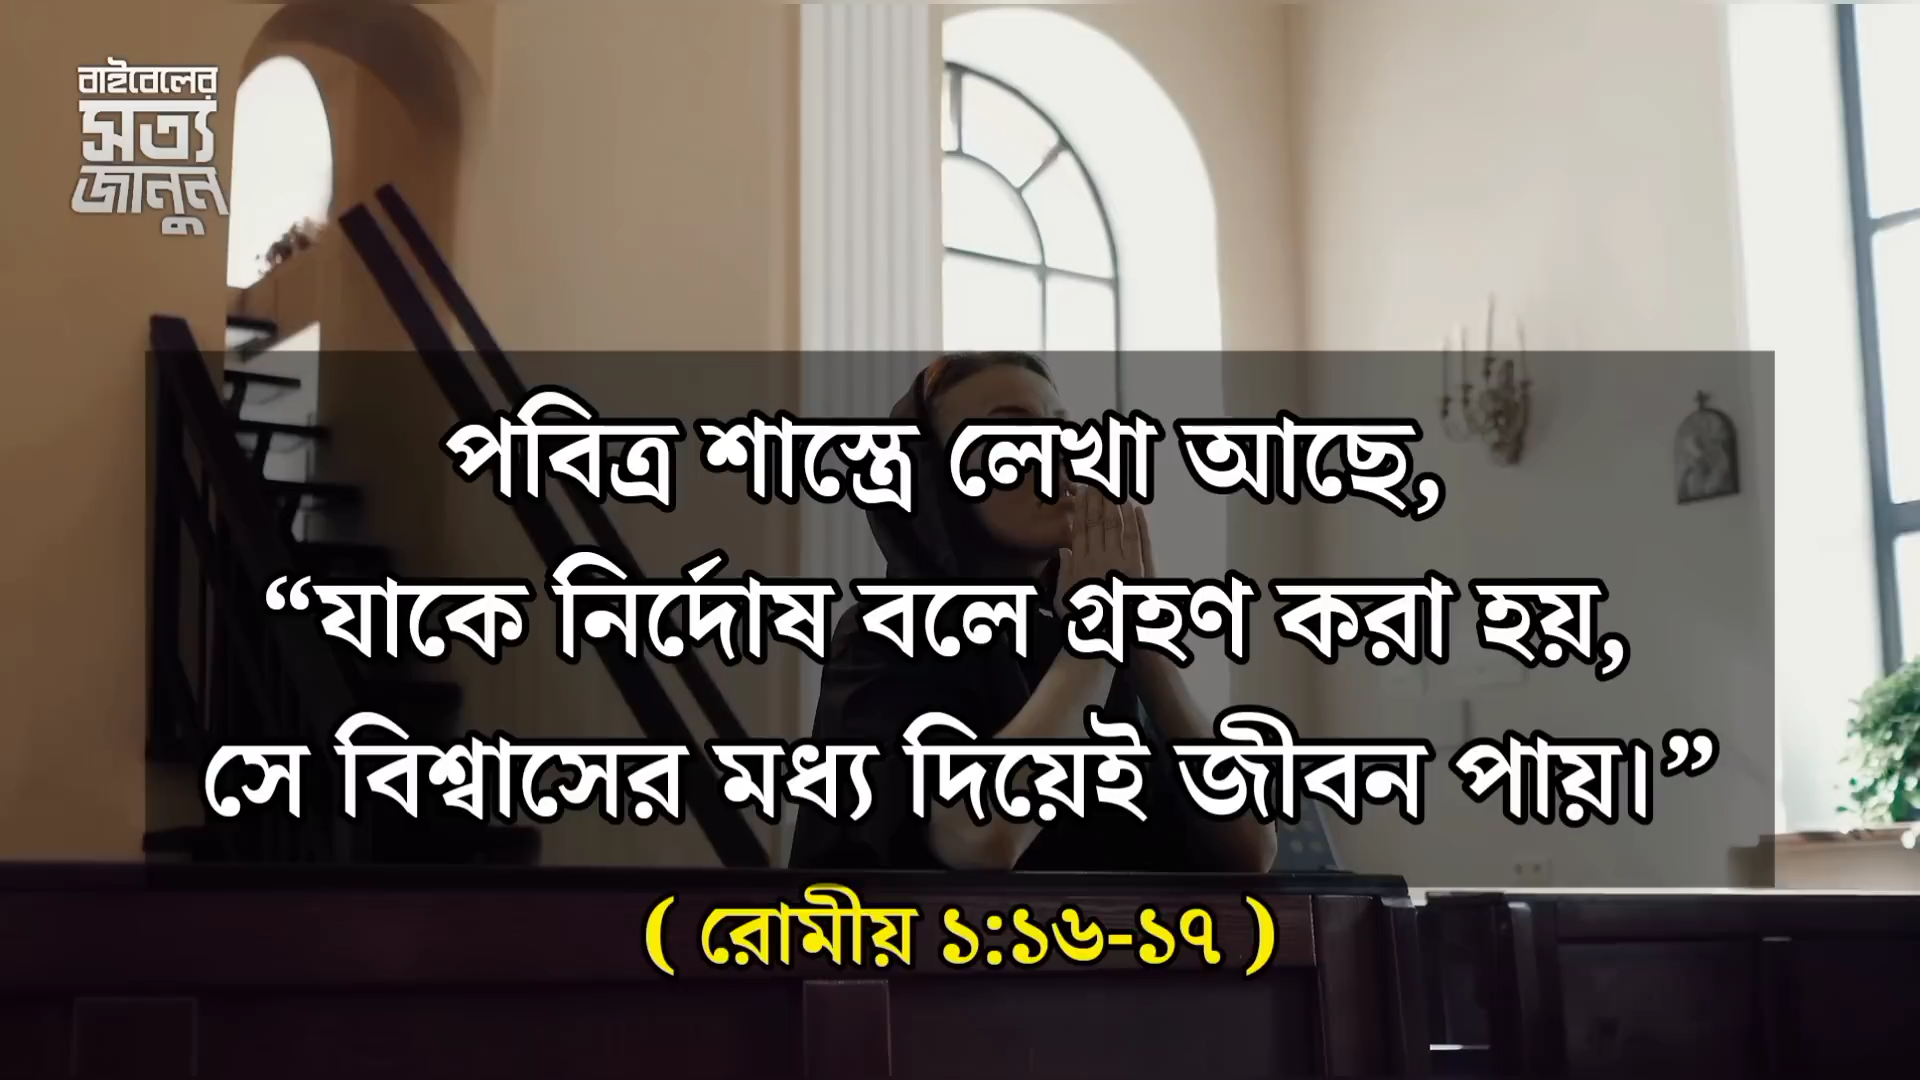 বাইবেলের
সত্য
জানুন
পবিত্র শাস্ত্রে লেখা আছে,
“যাকে নির্দোষ বলে গ্রহণ করা হয়,
সে বিশ্বাসের মধ্য দিয়েই জীবন পায়।”
( রোমীয় ১:১৬-১৭ )